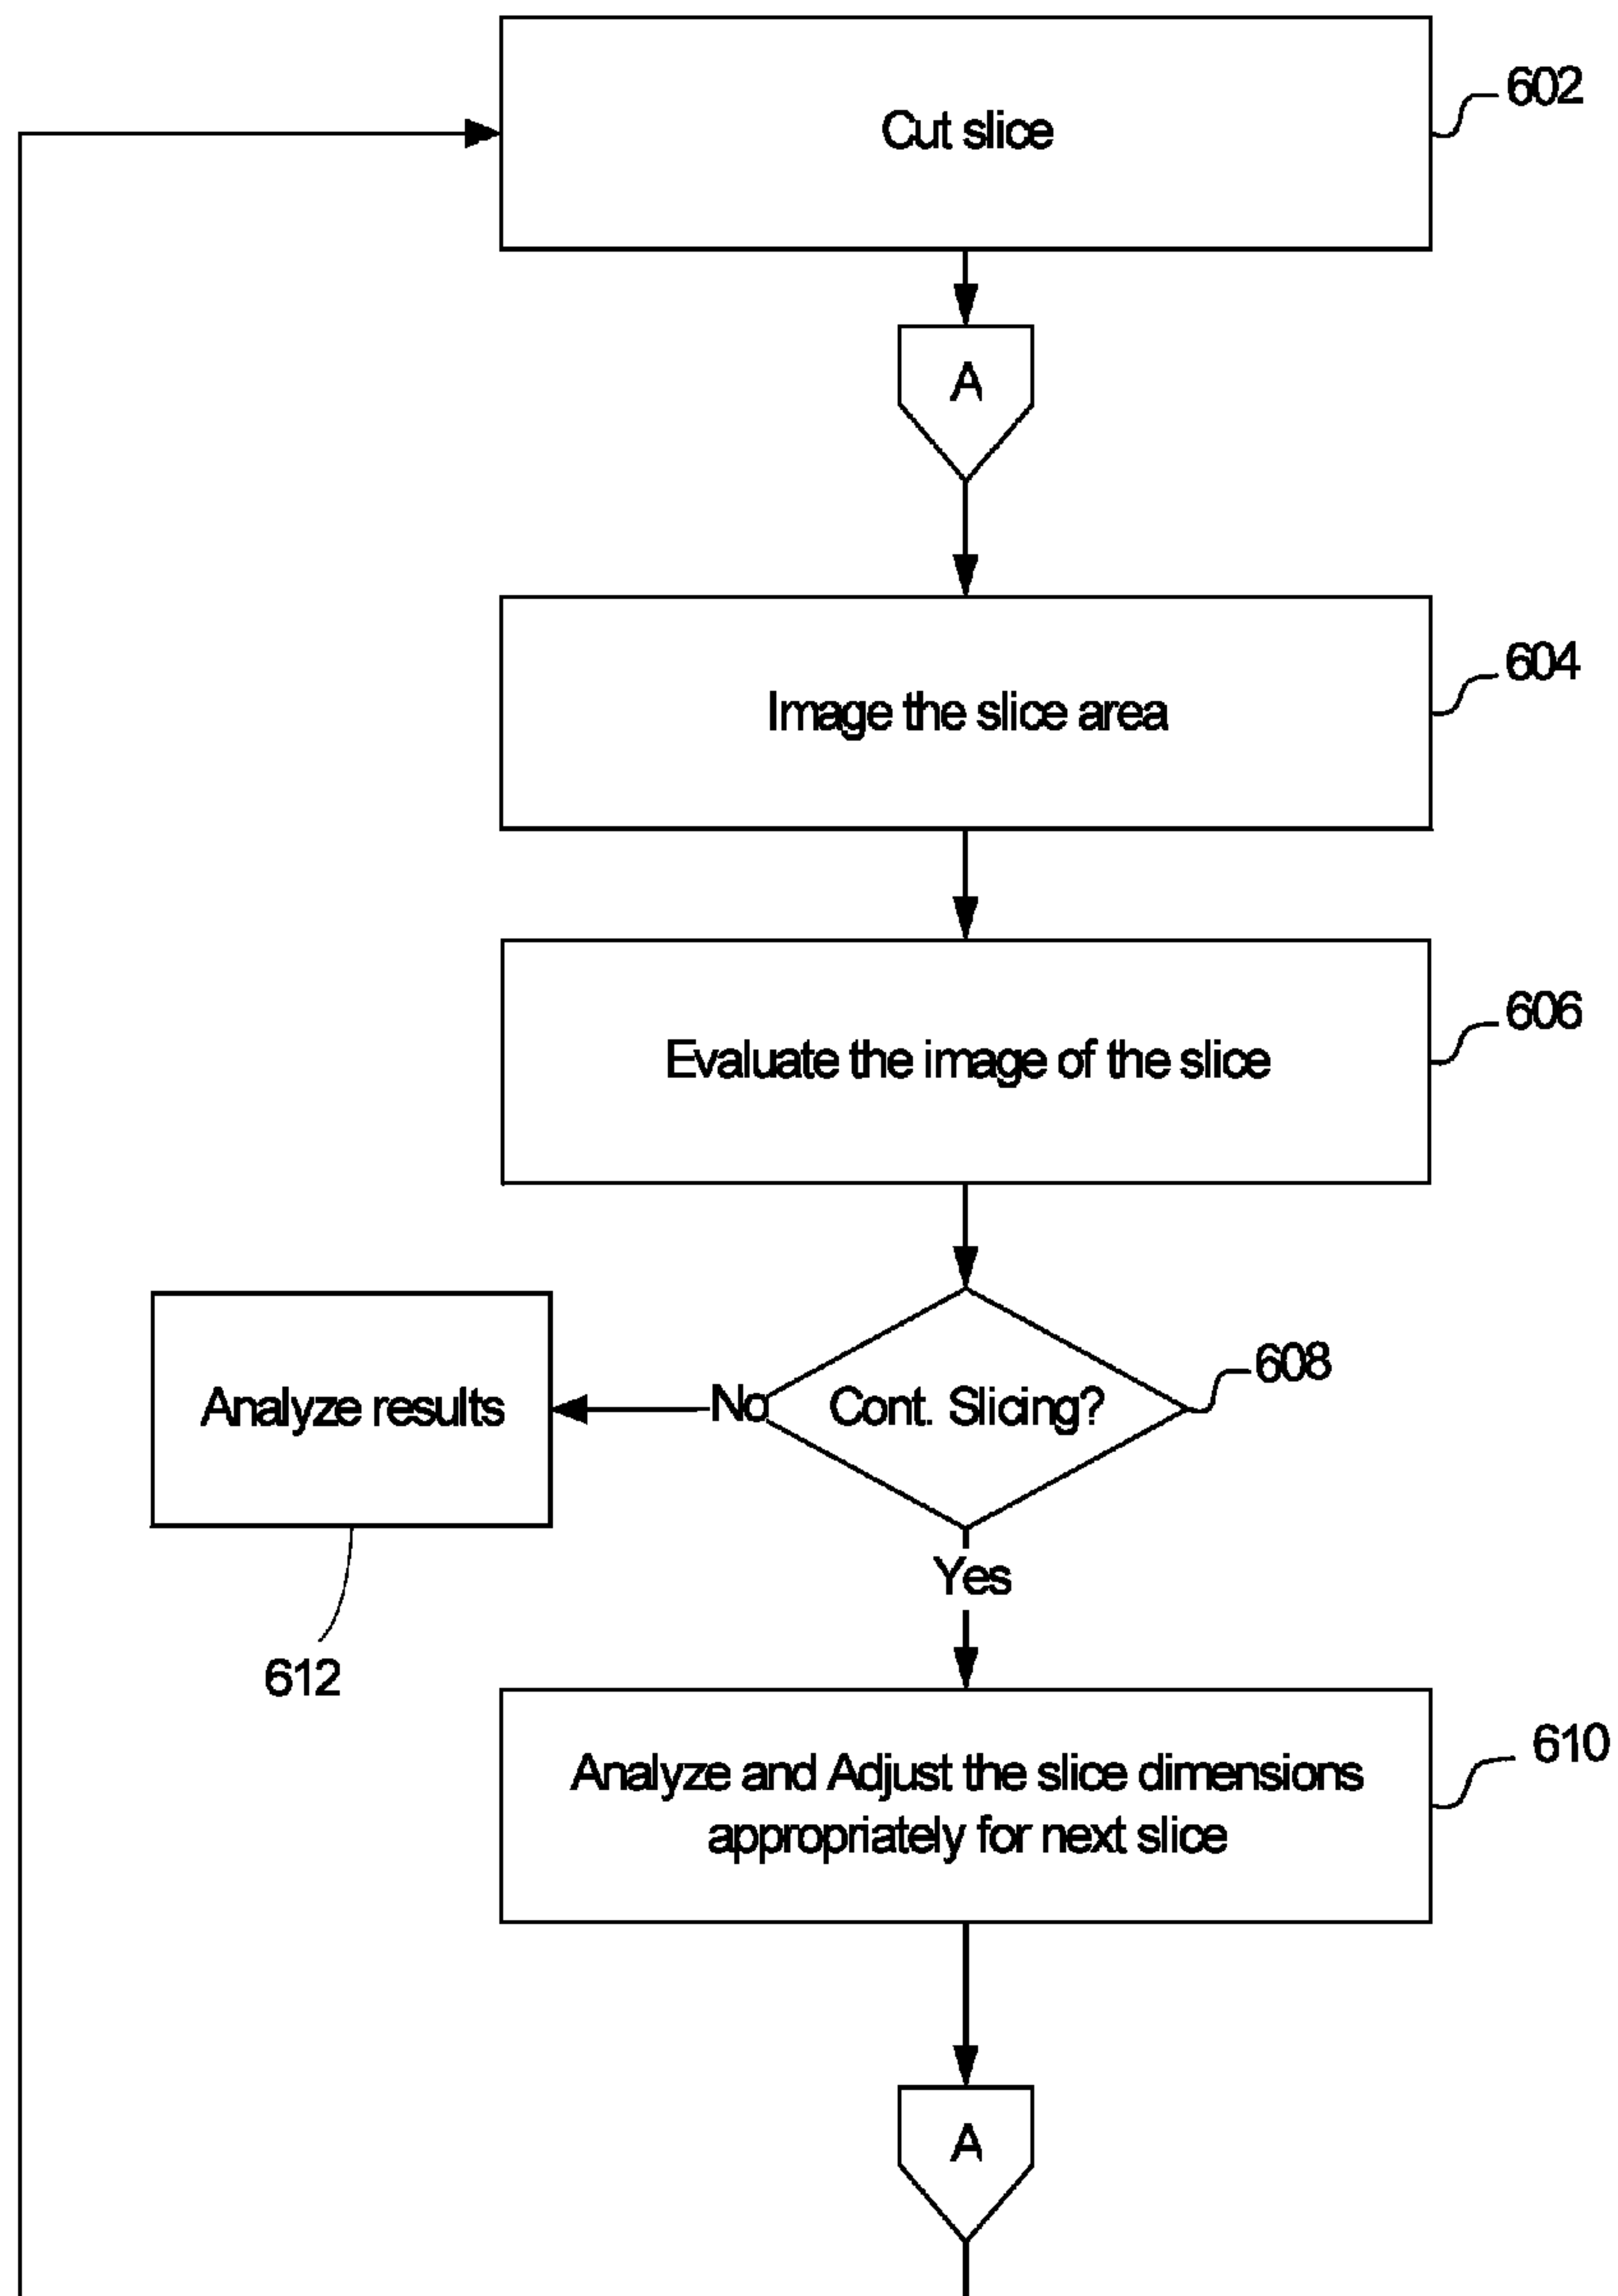 Cut slice
602
A
Image the slice area
604
Evaluate the image of the slice
606
Analyze results
No
Cont. Slicing?
608
Yes
612
Analyze and Adjust the slice dimensions
appropriately for next slice
610
A